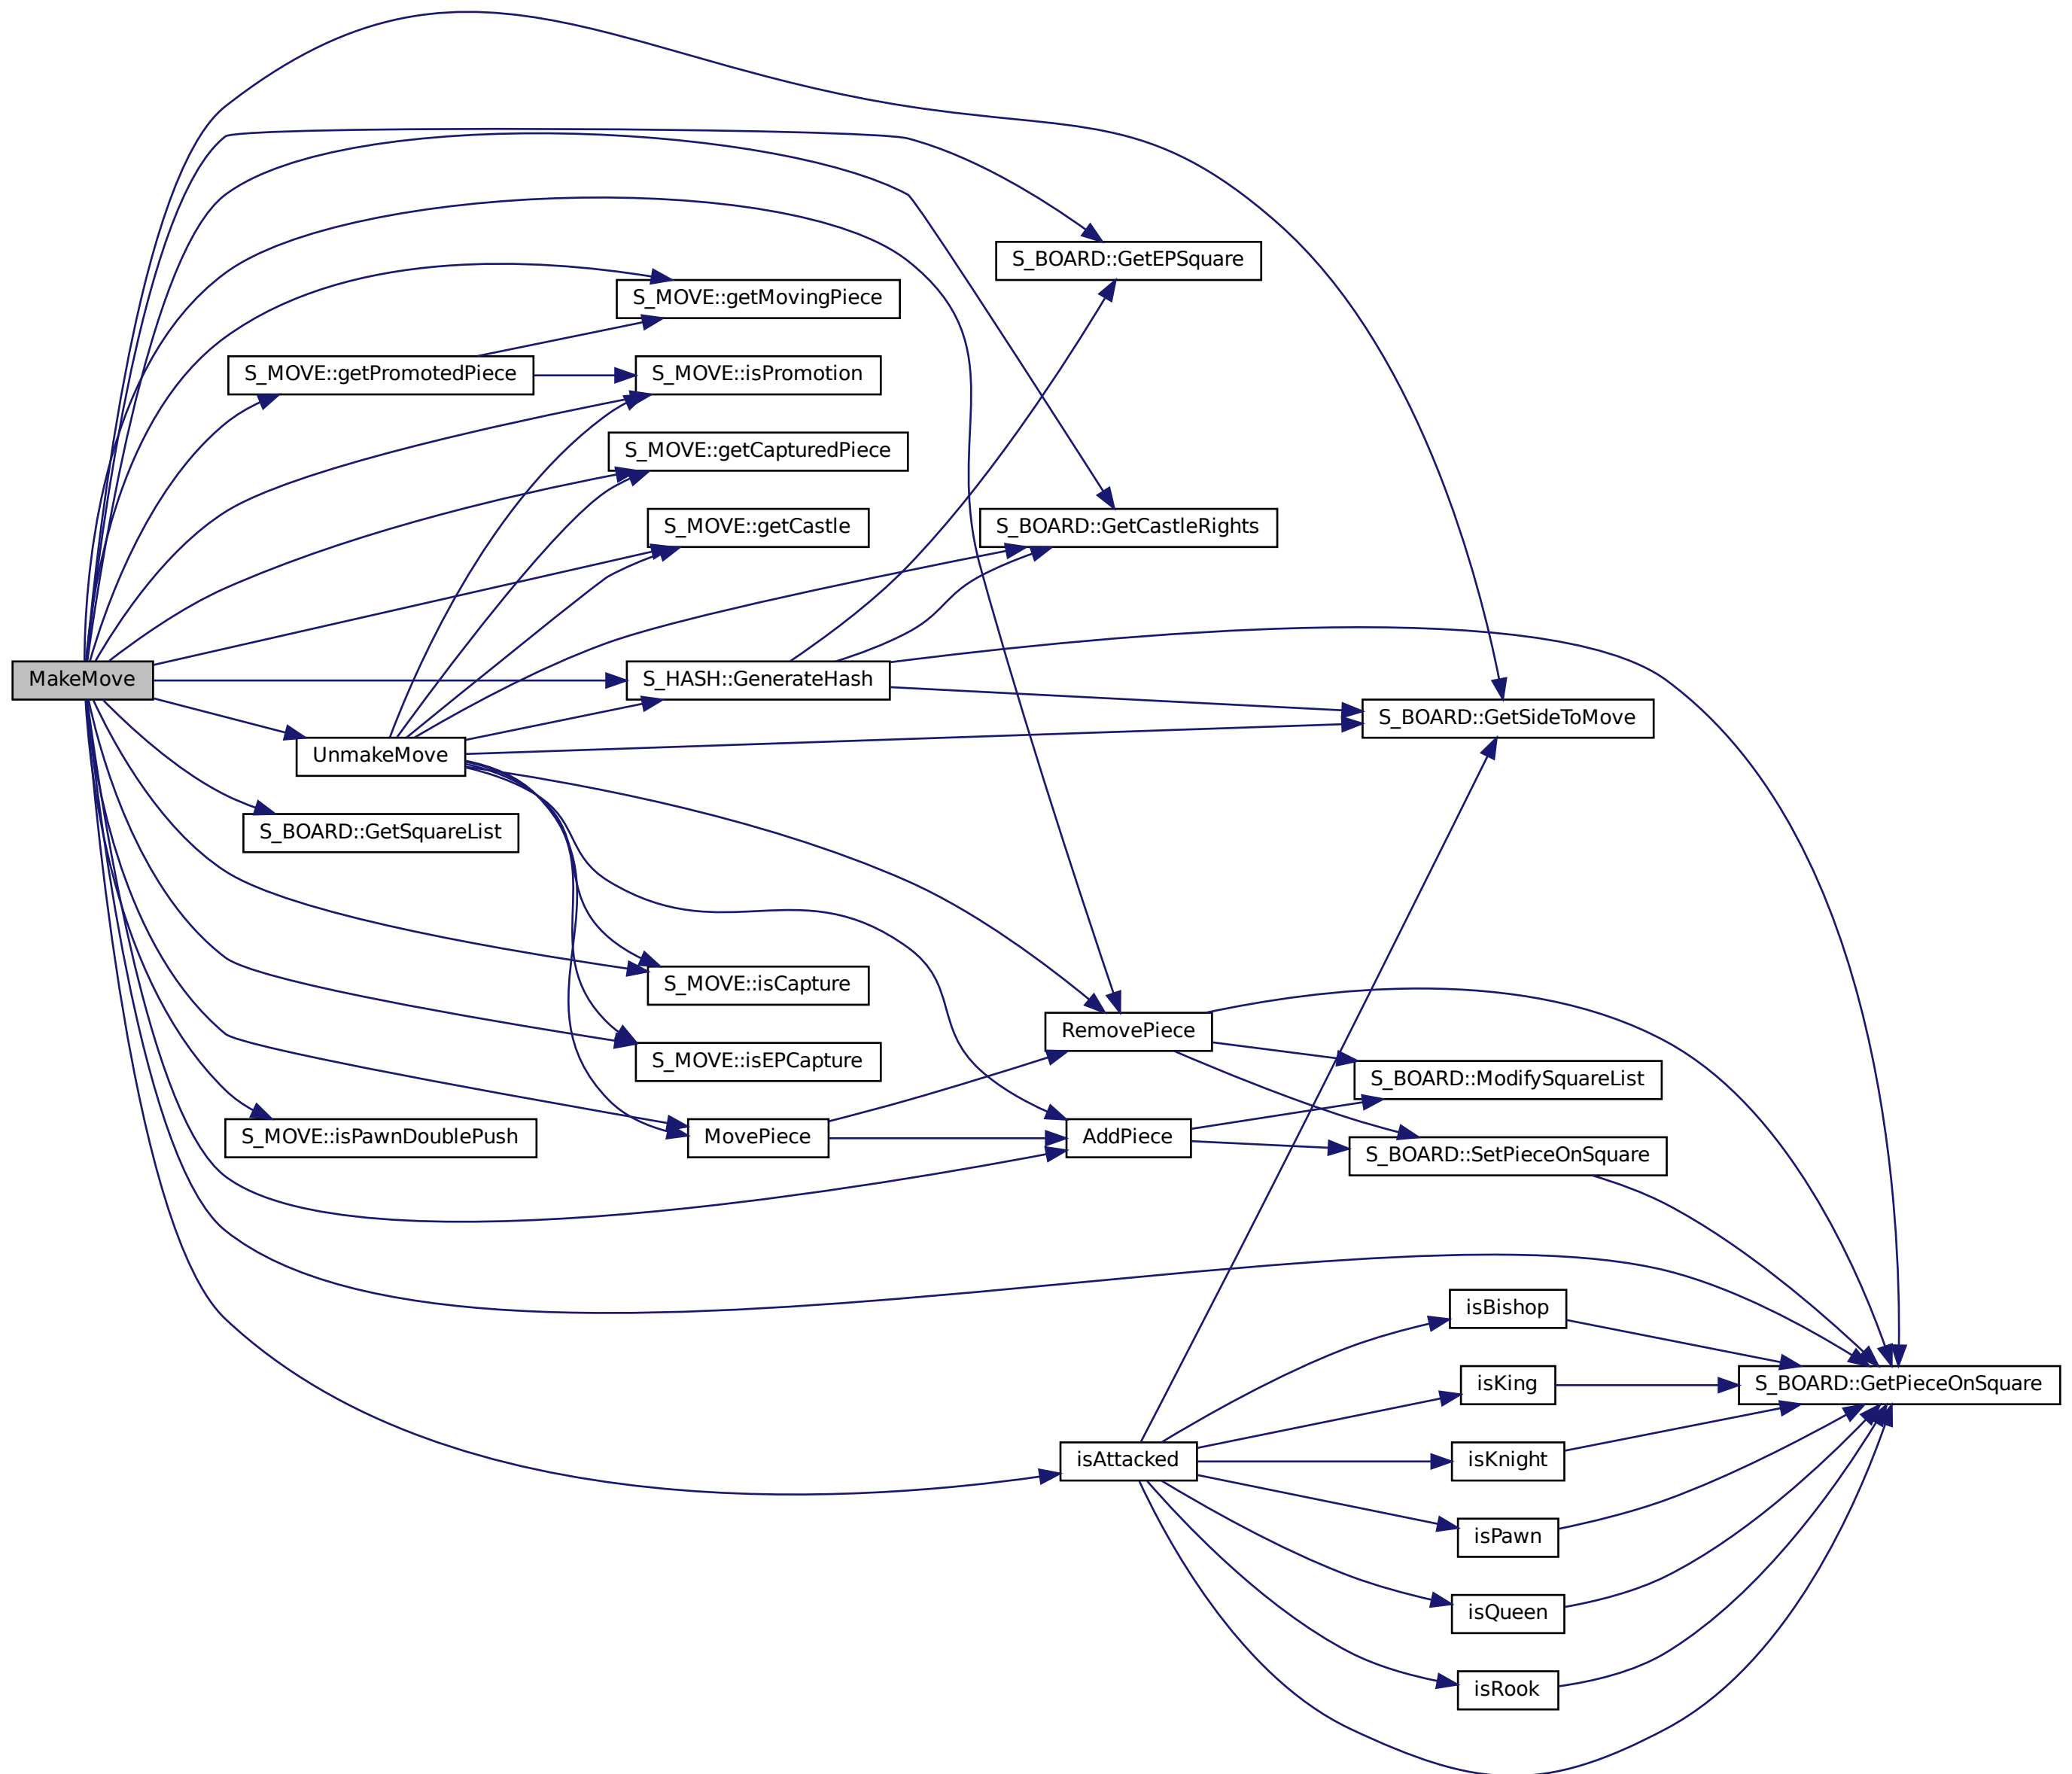 S_BOARD::GetEPSquare
S_MOVE::getMovingPiece
S_MOVE::getPromotedPiece
S_MOVE::isPromotion
S_MOVE::getCapturedPiece
S_MOVE::getCastle
S_BOARD::GetCastleRights
MakeMove
S_HASH::GenerateHash
S_BOARD::GetSideToMove
UnmakeMove
S_BOARD::GetSquareList
S_MOVE::isCapture
RemovePiece
S_MOVE::isEPCapture
S_BOARD::ModifySquareList
S_MOVE::isPawnDoublePush
MovePiece
AddPiece
S_BOARD::SetPieceOnSquare
isBishop
isKing
S_BOARD::GetPieceOnSquare
isAttacked
isKnight
isPawn
isQueen
isRook